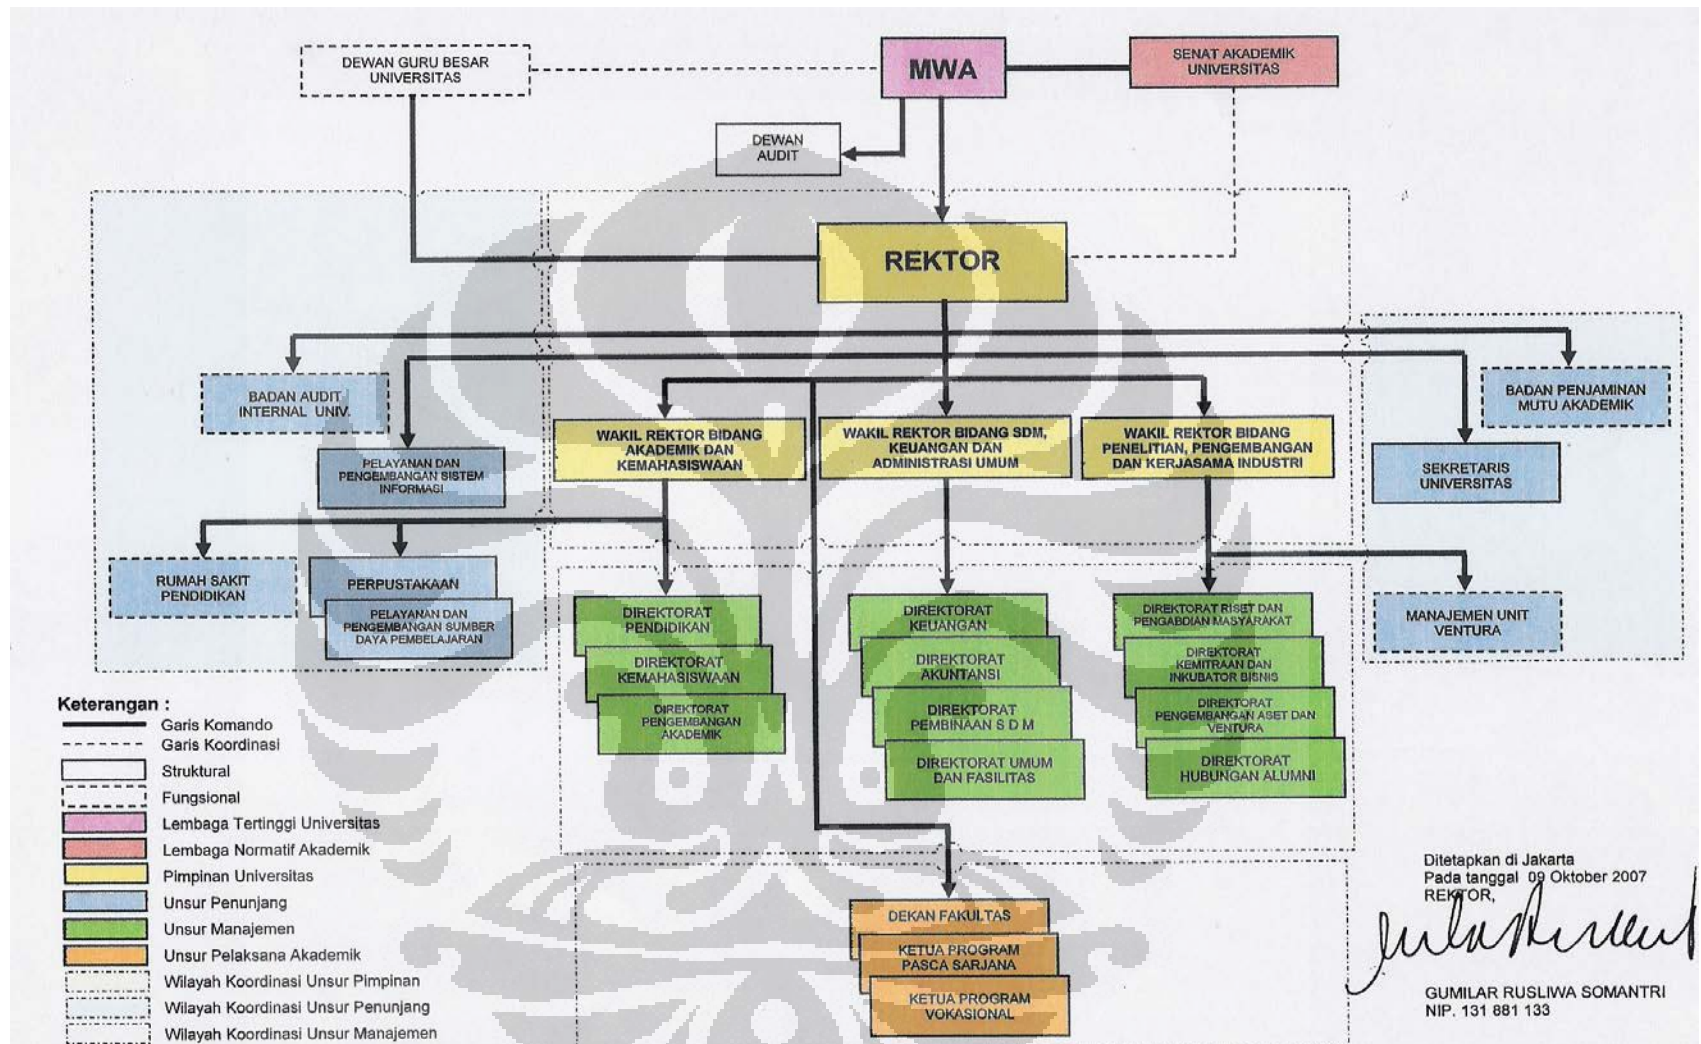 DEWAN GURU BESAR
UNIVERSITAS
MWA
SENAT AKADEMIK
UNIVERSITAS
DEWAN
AUDIT
REKTOR
BADAN AUDIT
INTERNAL UNIV.
BADAN PENJAMINAN
MUTU AKADEMIK
PELAYANAN DAN
PENGEMBANGAN SISTEM
INFORMASI
WAKIL REKTOR BIDANG
AKADEMIK DAN
KEMAHASISWAAN
WAKIL REKTOR BIDANG SDM,
KEUANGAN DAN
ADMINISTRASI UMUM
WAKIL REKTOR BIDANG
PENELITIAN, PENGEMBANGAN
DAN KERJASAMA INDUSTRI
SEKRETARIS
UNIVERSITAS
RUMAH SAKIT
PENDIDIKAN
PERPUSTAKAAN
PELAYANAN DAN
PENGEMBANGAN SUMBER
DAYA PEMBELAJARAN
DIREKTORAT
PENDIDIKAN
DIREKTORAT
KEMAHASISWAAN
DIREKTORAT
PENGEMBANGAN
AKADEMIK
DIREKTORAT
KEUANGAN
DIREKTORAT
AKUNTANSI
DIREKTORAT
PEMBINAAN S D M
DIREKTORAT UMUM
DAN FASILITAS
DIREKTORAT RISET DAN
PENGABDIAN MASYARAKAT
DIREKTORAT
KEMITRAAN DAN
INKUBATOR BISNIS
DIREKTORAT
PENGEMBANGAN ASET DAN
VENTURA
DIREKTORAT
HUBUNGAN ALUMNI
MANAJEMEN UNIT
VENTURA
DEKAN FAKULTAS
KETUA PROGRAM
PASCA SARJANA
KETUA PROGRAM
VOKASIONAL
Keterangan :
Garis Komando
Garis Koordinasi
Struktural
Fungsional
Lembaga Tertinggi Universitas
Lembaga Normatif Akademik
Pimpinan Universitas
Unsur Penunjang
Unsur Manajemen
Unsur Pelaksana Akademik
Wilayah Koordinasi Unsur Pimpinan
Wilayah Koordinasi Unsur Penunjang
Wilayah Koordinasi Unsur Manajemen
Ditetapkan di Jakarta
Pada tanggal 09 Oktober 2007
REKTOR,
GUMILAR RUSLIWA SOMANTRI
NIP. 131 881 133